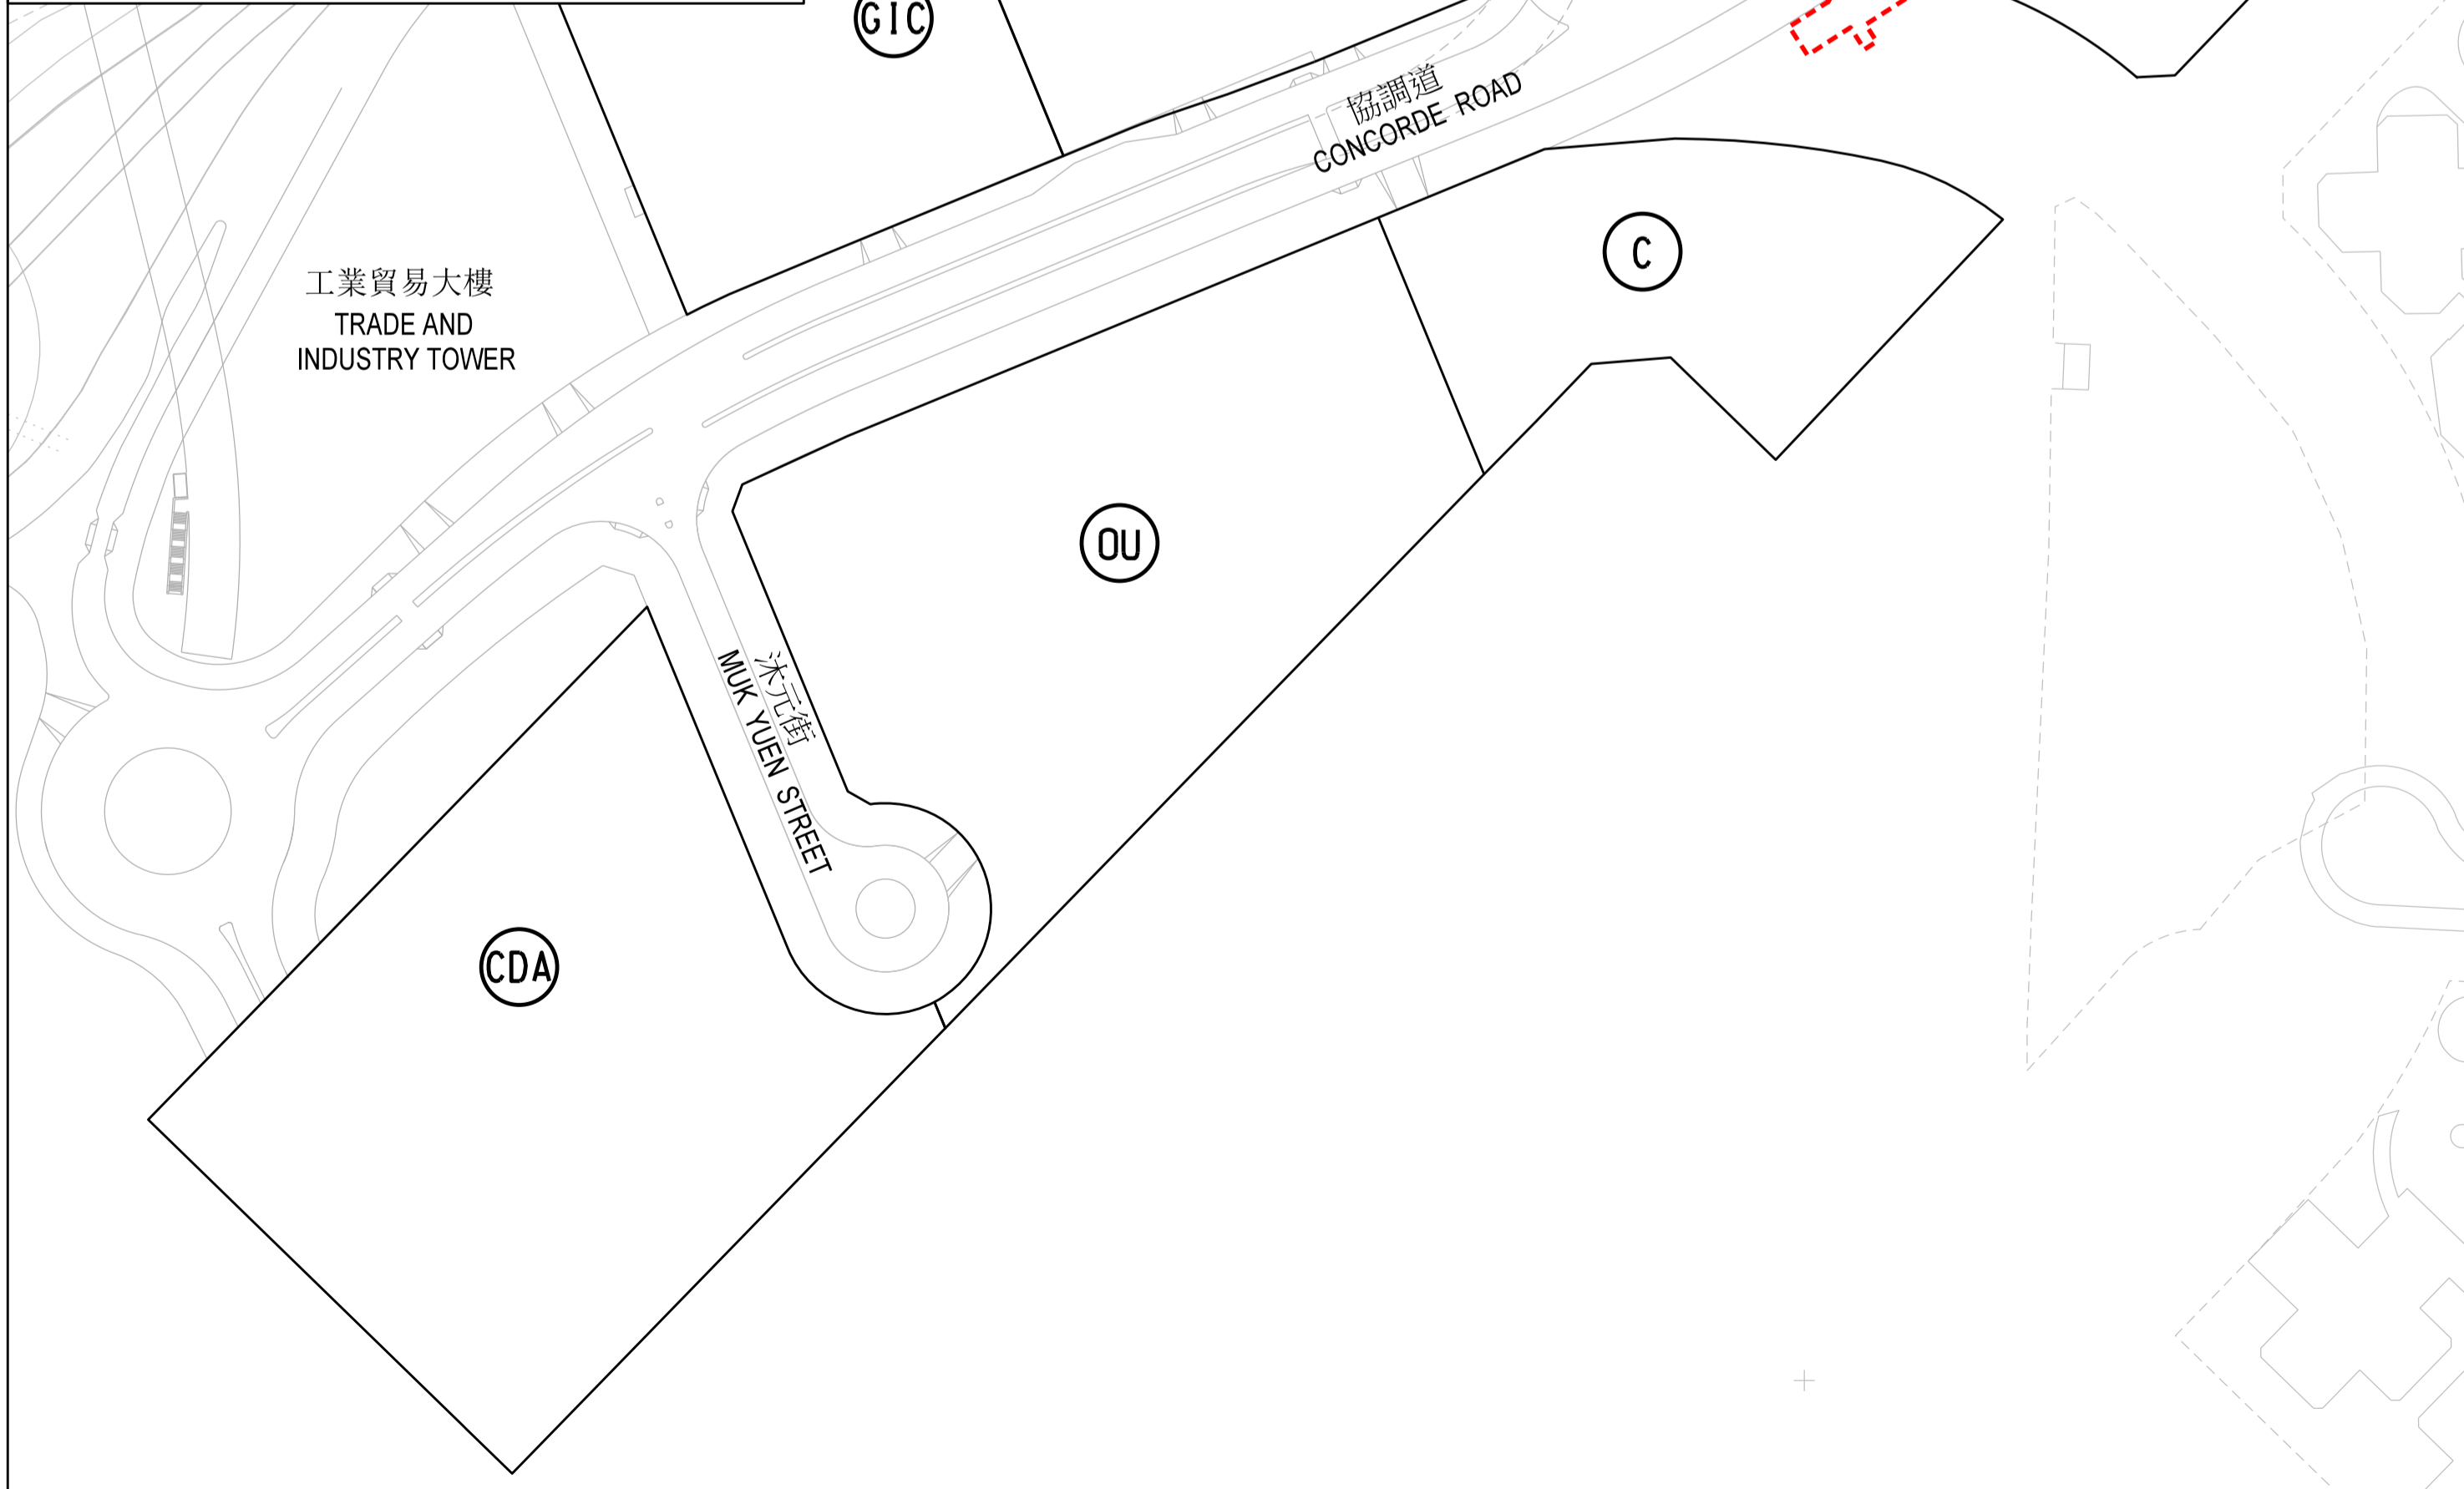 GIC
協調道
CONCORDE ROAD
C
工業貿易大樓
TRADE AND
INDUSTRY TOWER
OU
沐元街
MUK YUEN STREET
CDA